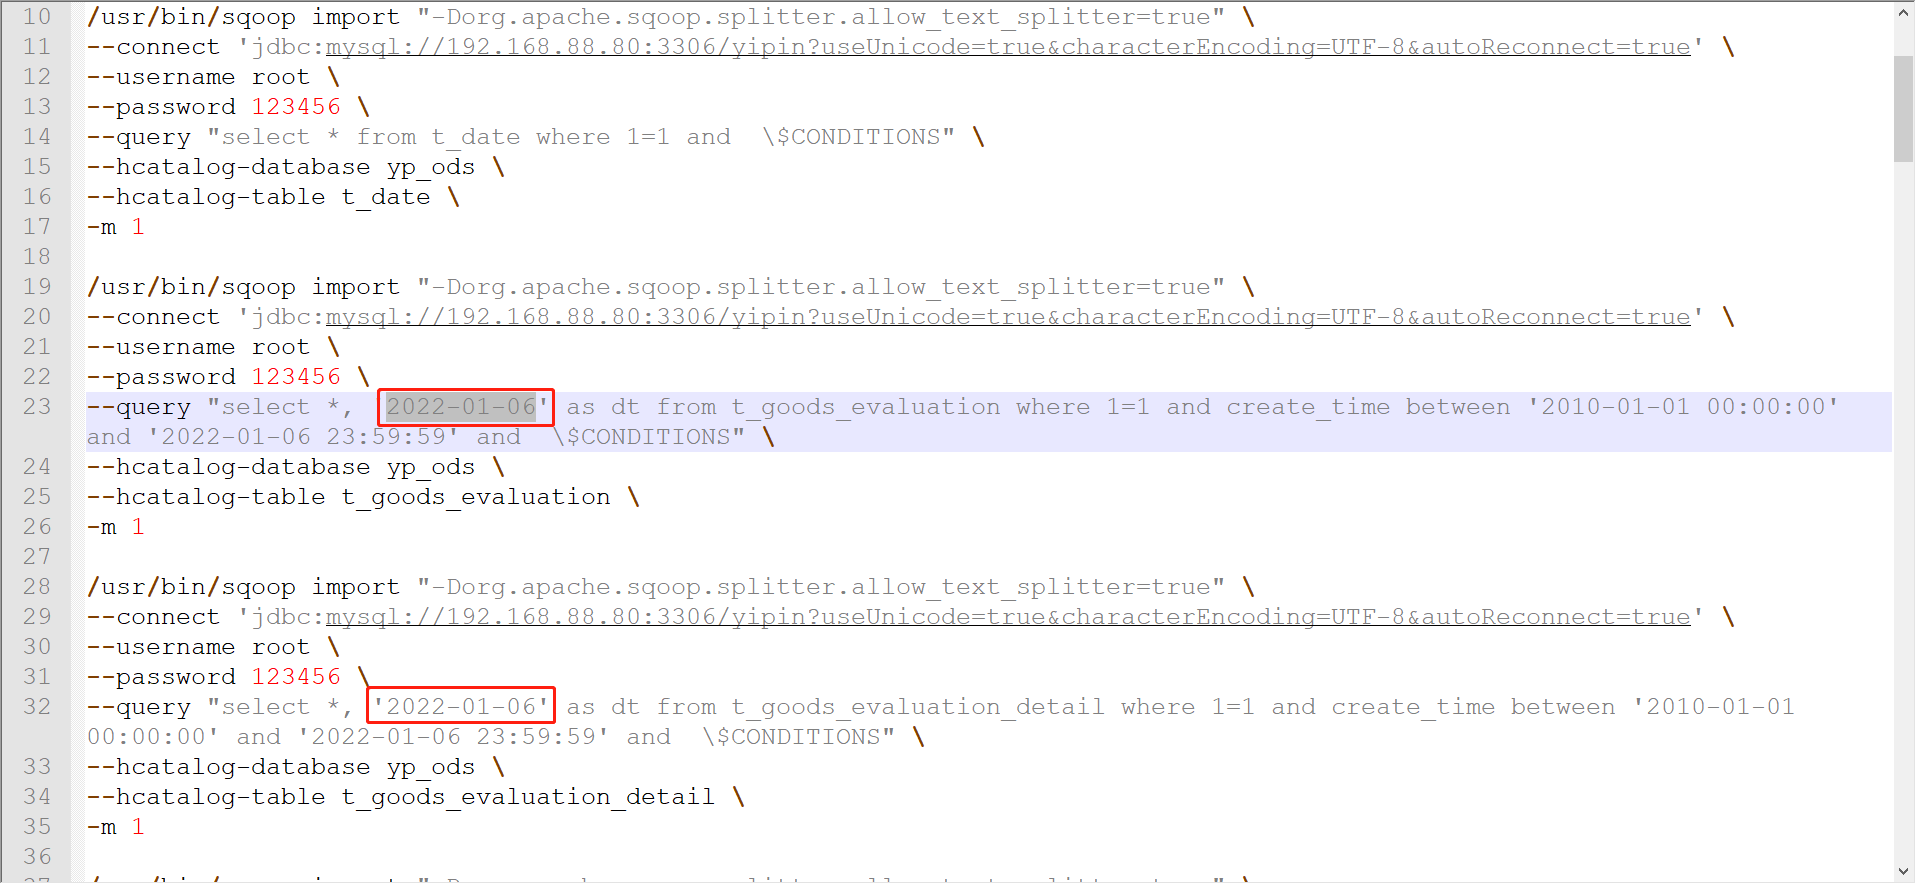 10 /usr/bin/sqoop import "-Dorg.apache.sqoop.splitter.allow_text_splitter=true" \
11 --connect 'jdbc:mysql://192.168.88.80:3306/yipin?useUnicode=true&characterEncoding=UTF-8&autoReconnect=true' \
12 --username root \
13 --password 123456 \
14 --query "select * from t_date where 1=1 and  \$CONDITIONS" \
15 --hcatalog-database yp_ods \
16 --hcatalog-table t_date \
17 -m 1
18
19 /usr/bin/sqoop import "-Dorg.apache.sqoop.splitter.allow_text_splitter=true" \
20 --connect 'jdbc:mysql://192.168.88.80:3306/yipin?useUnicode=true&characterEncoding=UTF-8&autoReconnect=true' \
21 --username root \
22 --password 123456 \
23 --query "select *, '2022-01-06' as dt from t_goods_evaluation where 1=1 and create_time between '2010-01-01 00:00:00'
and '2022-01-06 23:59:59' and  \$CONDITIONS" \
24 --hcatalog-database yp_ods \
25 --hcatalog-table t_goods_evaluation \
26 -m 1
27
28 /usr/bin/sqoop import "-Dorg.apache.sqoop.splitter.allow_text_splitter=true" \
29 --connect 'jdbc:mysql://192.168.88.80:3306/yipin?useUnicode=true&characterEncoding=UTF-8&autoReconnect=true' \
30 --username root \
31 --password 123456 \
32 --query "select *, '2022-01-06' as dt from t_goods_evaluation_detail where 1=1 and create_time between '2010-01-01
00:00:00' and '2022-01-06 23:59:59' and  \$CONDITIONS" \
33 --hcatalog-database yp_ods \
34 --hcatalog-table t_goods_evaluation_detail \
35 -m 1
36